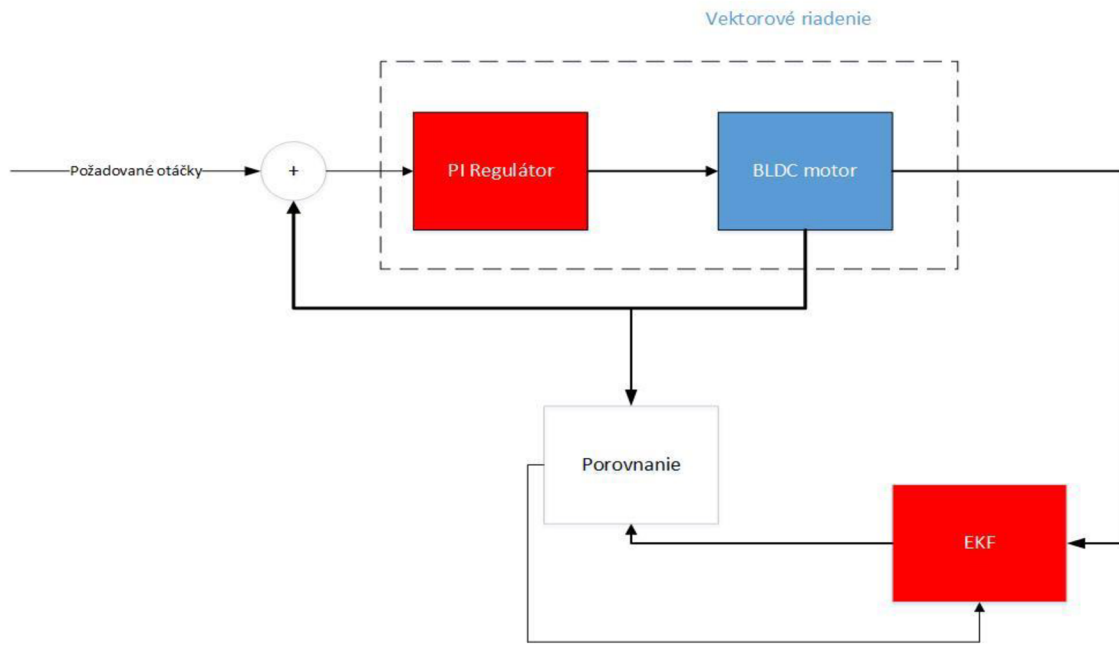 Vektorové riadenie
Požadované otáčky
+
PI Regulátor
BLDC motor
Porovnanie
EKF